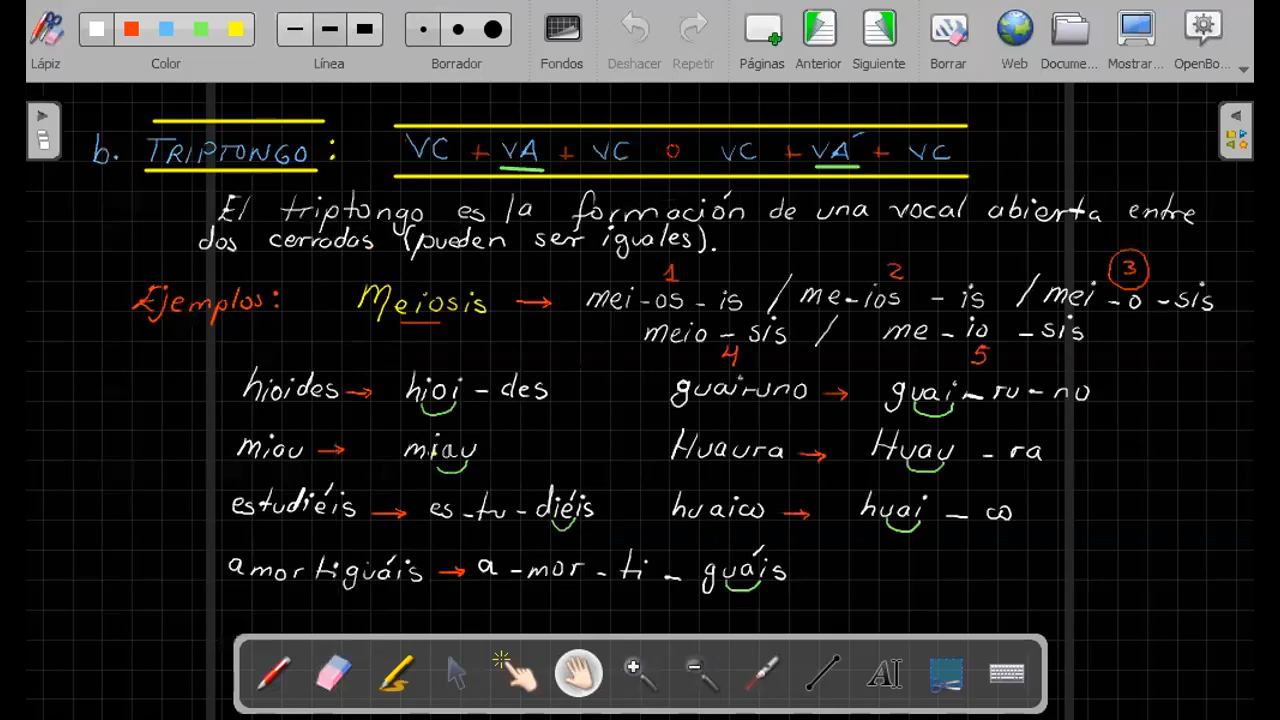 Lápiz Color Línea Borrador Fondos Deshacer Repetir Páginas Anterior Siguiente Borrar Web Docume... Mostrar... OpenBo...
b. TRIPTONGO: VC + VA + VC o VC + VÁ + VC
El triptongo es la formación de una vocal abierta entre
dos cerradas (pueden ser iguales).
1 2 3
Ejemplos: Meiosis → mei-os-is / me-ios-is / mei-o-sis
meio-sis / me-io-sis
4 5
hioides → hioi-des guairuno → guai-ru-no
miau → miau Huaura → Huau-ra
estudiéis → es-tu-diéis huaico → huai-co
amortiguáis → a-mor-ti-guáis
AI